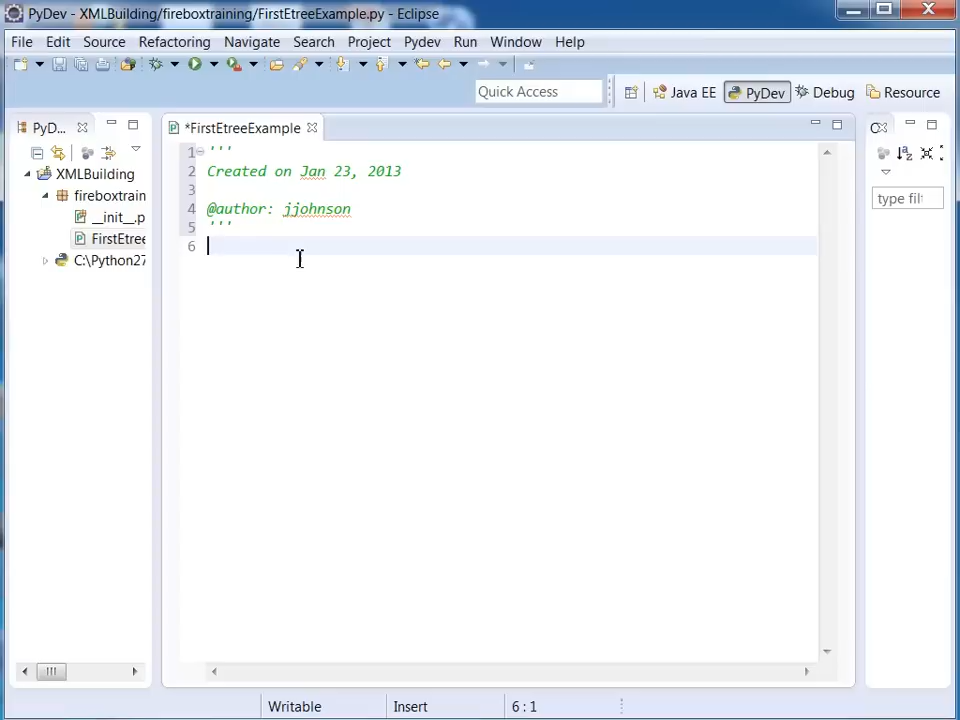 PyDev - XMLBuilding/fireboxtraining/FirstEtreeExample.py - Eclipse
File Edit Source Refactoring Navigate Search Project Pydev Run Window Help
Quick Access
Java EE
PyDev
Debug
Resource
PyD...
*FirstEtreeExample
XMLBuilding
fireboxtrain
__init__.p
FirstEtree
C:\Python27
1 '''
2 Created on Jan 23, 2013
3
4 @author: jjohnson
5 '''
6
type filt
Writable
Insert
6 : 1